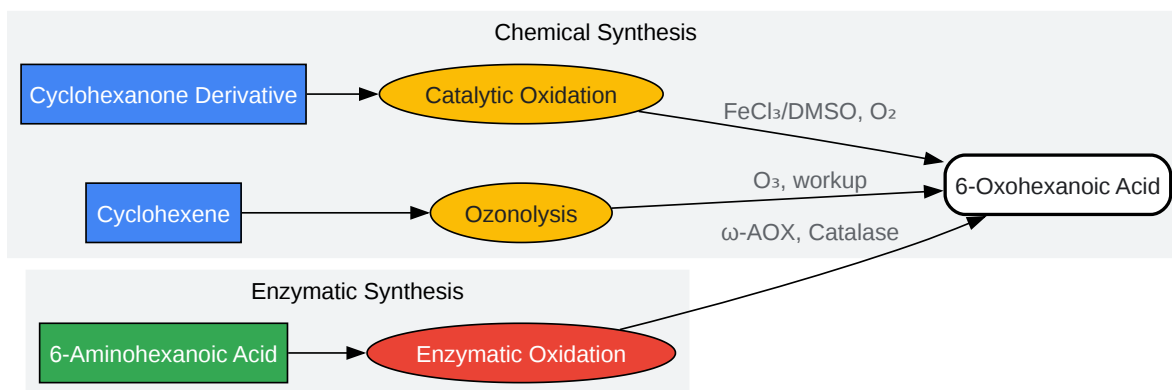 Chemical Synthesis
Cyclohexanone Derivative
Catalytic Oxidation
FeCl₃/DMSO, O₂
Cyclohexene
Ozonolysis
O₃, workup
6-Oxohexanoic Acid
ω-AOX, Catalase
Enzymatic Synthesis
6-Aminohexanoic Acid
Enzymatic Oxidation